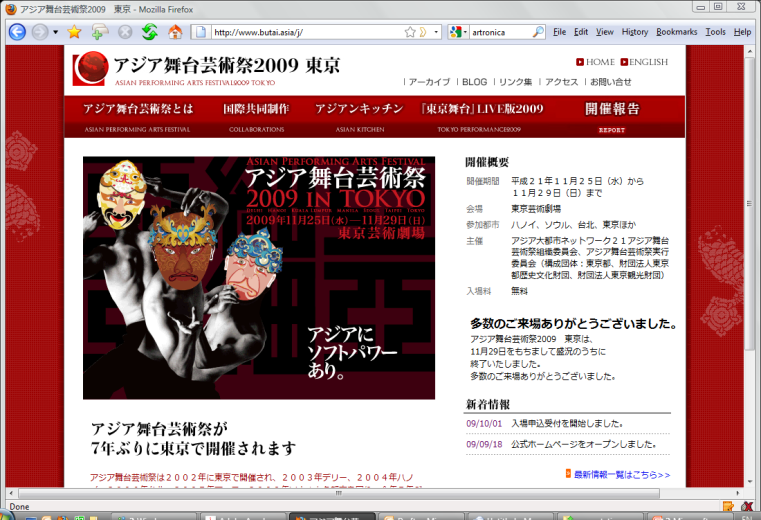 アジア舞台芸術祭2009　東京 - Mozilla Firefox
http://www.butai.asia/j/
artronica
File Edit View History Bookmarks Tools Help
アジア舞台芸術祭2009 東京
ASIAN PERFORMING ARTS FESTIVAL2009 TOKYO
HOME ENGLISH
| アーカイブ | BLOG | リンク集 | アクセス | お問い合せ
アジア舞台芸術祭とは 国際共同制作 アジアンキッチン 『東京舞台』LIVE版2009 開催報告
ASIAN PERFORMING ARTS FESTIVAL COLLABORATIONS ASIAN KITCHEN TOKYO PERFORMANCE2009 REPORT
ASIAN PERFORMING ARTS FESTIVAL
アジア舞台芸術祭
2009 IN TOKYO
DELHI HANOI KUALA LUMPUR MANILA SEOUL TAIPEI TOKYO
2009年11月25日(水)—11月29日(日)
東京芸術劇場
アジアに
ソフトパワー
あり。
アジア舞台芸術祭が
7年ぶりに東京で開催されます
アジア舞台芸術祭は２００２年に東京で開催され、２００３年デリー、２００４年ハノ
開催概要
開催期間 平成２１年１１月２５日（水）から
１１月２９日（日）まで
会場 東京芸術劇場
参加都市 ハノイ、ソウル、台北、東京ほか
主催 アジア大都市ネットワーク２１アジア舞台
芸術祭組織委員会、アジア舞台芸術祭実行
委員会（構成団体：東京都、財団法人東京
都歴史文化財団、財団法人東京観光財団）
入場料 無料
多数のご来場ありがとうございました。
アジア舞台芸術祭2009　東京は、
11月29日をもちまして盛況のうちに
終了いたしました。
多数のご来場ありがとうございました。
新着情報
09/10/01 入場申込受付を開始しました。
09/09/18 公式ホームページをオープンしました。
最新情報一覧はこちら>>
Done